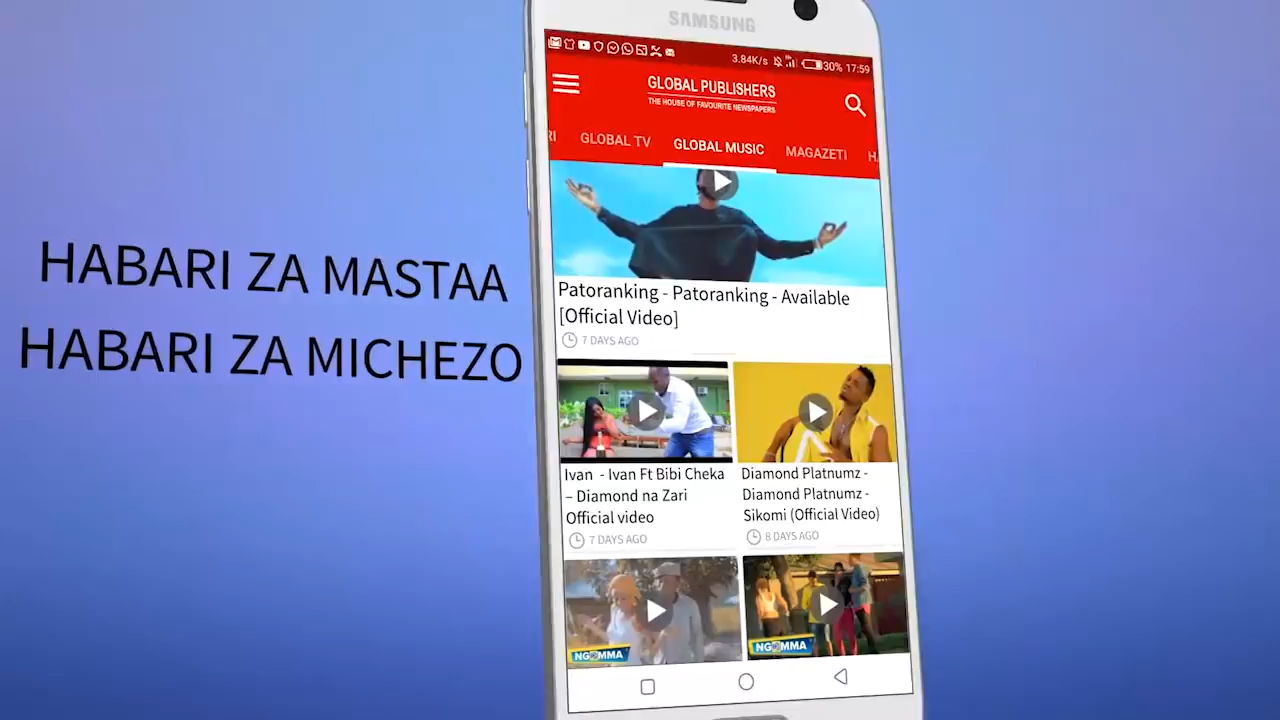 SAMSUNG
3.84K/s 30% 17:59
GLOBAL PUBLISHERS
THE HOUSE OF FAVOURITE NEWSPAPERS
RI GLOBAL TV GLOBAL MUSIC MAGAZETI
HABARI ZA MASTAA
HABARI ZA MICHEZO
Patoranking - Patoranking - Available
[Official Video]
7 DAYS AGO
Ivan - Ivan Ft Bibi Cheka
– Diamond na Zari
Official video
7 DAYS AGO
Diamond Platnumz -
Diamond Platnumz -
Sikomi (Official Video)
8 DAYS AGO
NGOMMA
NGOMMA